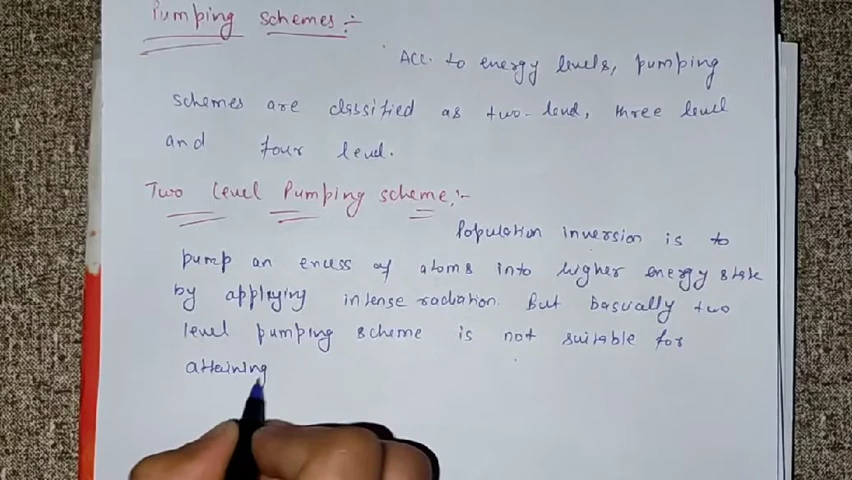 Pumping schemes:-
Acc. to energy levels, pumping
schemes are classified as two-level, three level
and four level.
Two level Pumping scheme:-
Population inversion is to
pump an excess of atoms into higher energy state
by applying intense radiation. But basually two
level pumping scheme is not suitable for
attaining